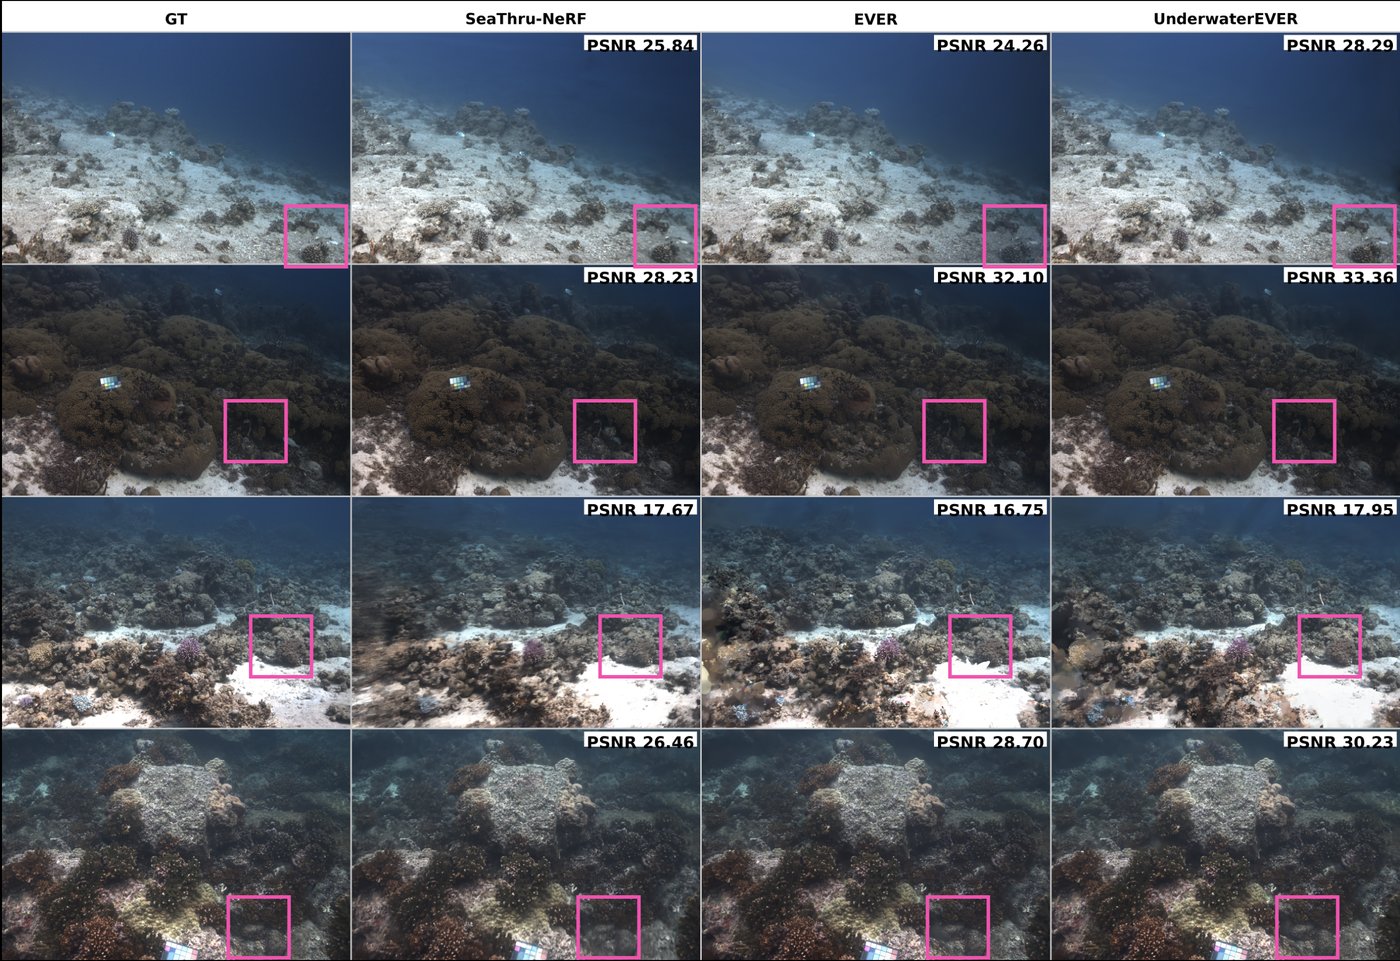 GT SeaThru-NeRF EVER UnderwaterEVER
PSNR 25.84 PSNR 24.26 PSNR 28.29
PSNR 28.23 PSNR 32.10 PSNR 33.36
PSNR 17.67 PSNR 16.75 PSNR 17.95
PSNR 26.46 PSNR 28.70 PSNR 30.23